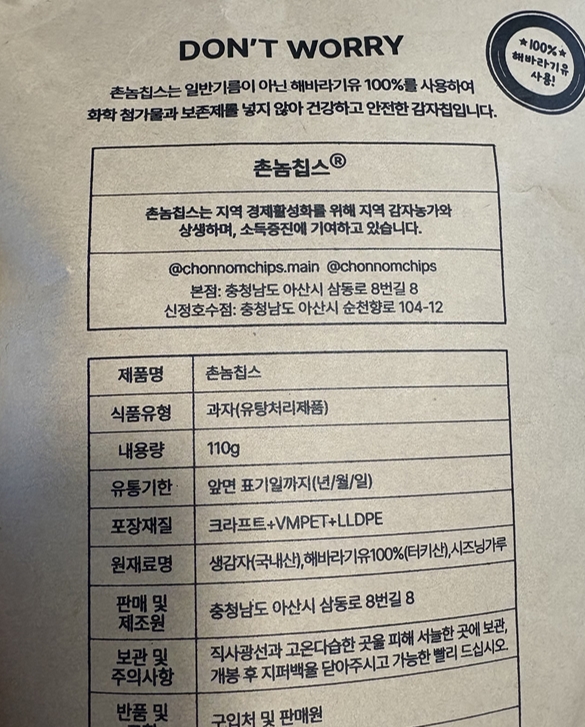 DON'T WORRY
★100%★
해바라기유
사용!
촌놈칩스는 일반기름이 아닌 해바라기유 100%를 사용하여
화학 첨가물과 보존제를 넣지 않아 건강하고 안전한 감자칩입니다.
촌놈칩스®
촌놈칩스는 지역 경제활성화를 위해 지역 감자농가와
상생하며, 소득증진에 기여하고 있습니다.
@chonnomchips.main @chonnomchips
본점: 충청남도 아산시 삼동로 8번길 8
신정호수점: 충청남도 아산시 순천향로 104-12
제품명 촌놈칩스
식품유형 과자(유탕처리제품)
내용량 110g
유통기한 앞면 표기일까지(년/월/일)
포장재질 크라프트+VMPET+LLDPE
원재료명 생감자(국내산),해바라기유100%(터키산),시즈닝가루
판매 및
제조원
충청남도 아산시 삼동로 8번길 8
보관 및
주의사항
직사광선과 고온다습한 곳을 피해 서늘한 곳에 보관,
개봉 후 지퍼백을 닫아주시고 가능한 빨리 드십시오.
반품 및
구입처 및 판매원